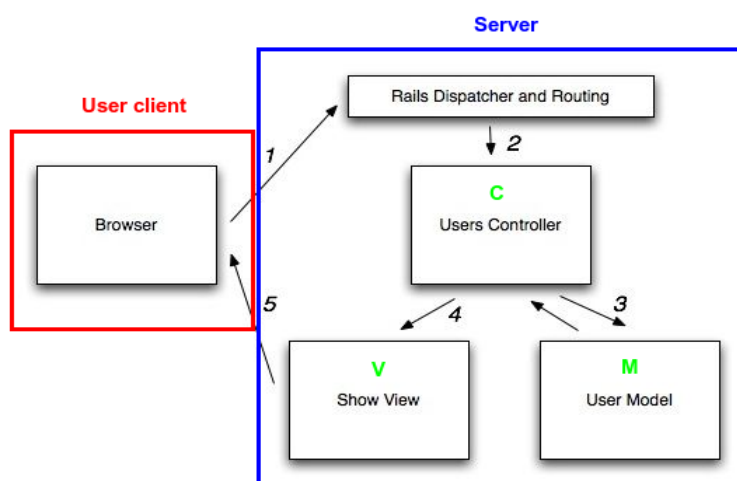 Server
User client
Rails Dispatcher and Routing
1
2
C
Users Controller
Browser
3
4
5
V
Show View
M
User Model